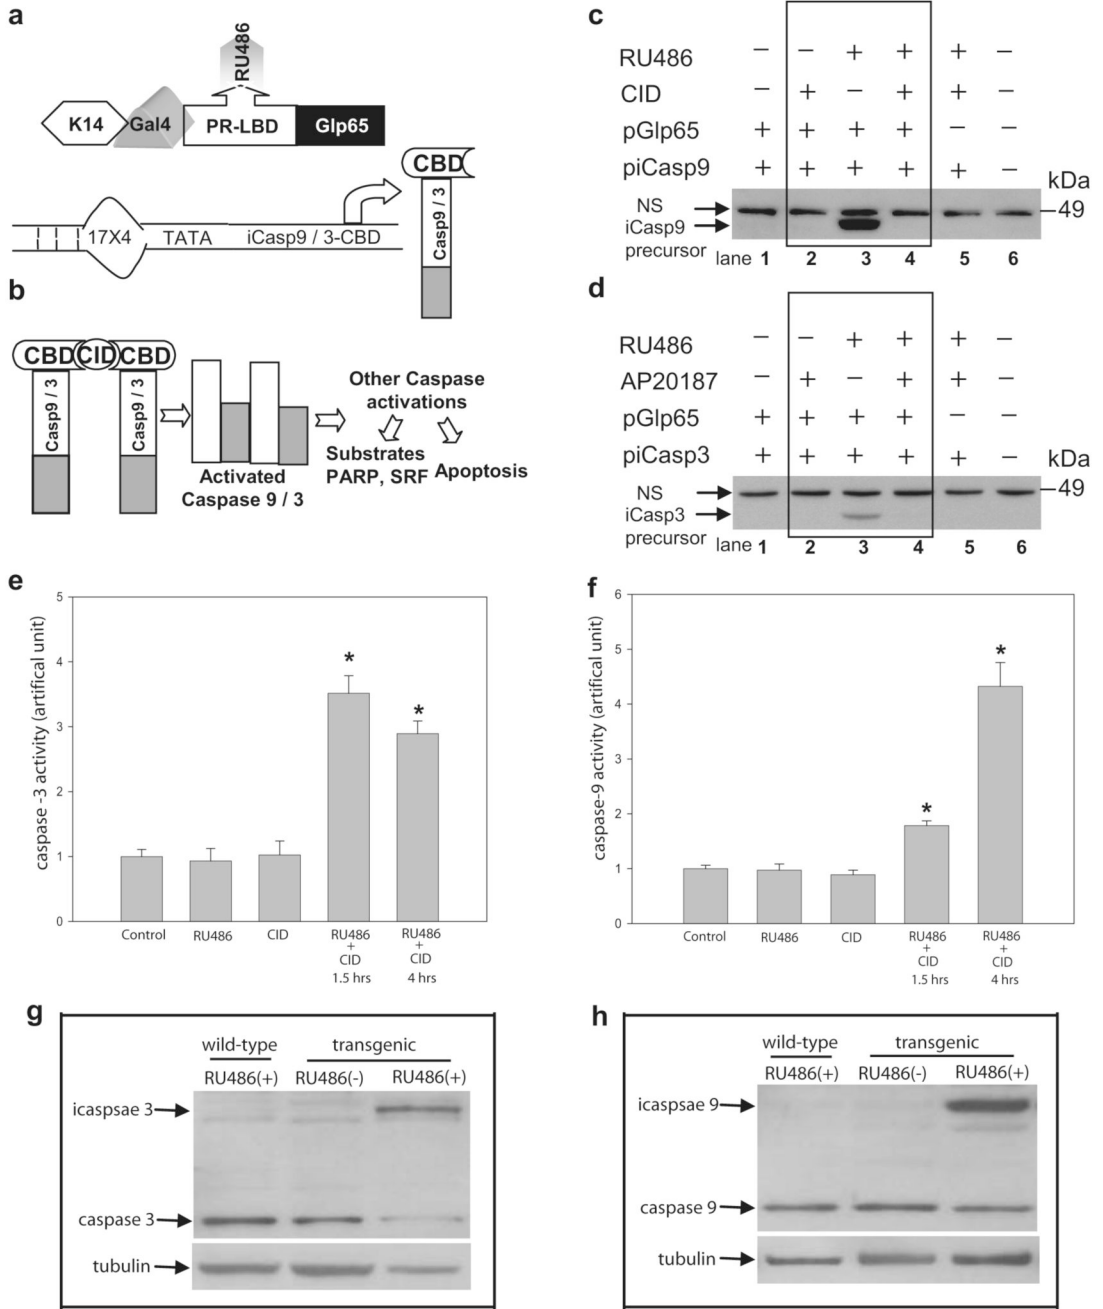 a
RU486
K14
Gal4
PR-LBD
Glp65
CBD
Casp9 / 3
17X4
TATA
iCasp9 / 3-CBD
b
CBD CID CBD
Casp9 / 3
Casp9 / 3
Activated
Caspase 9 / 3
Other Caspase
activations
Substrates
PARP, SRF
Apoptosis
c
RU486 − − + + + −
CID − + − + + −
pGlp65 + + + + − −
piCasp9 + + + + + −
kDa
NS
49
iCasp9
precursor
lane 1 2 3 4 5 6
d
RU486 − − + + + −
AP20187 − + − + + −
pGlp65 + + + + − −
piCasp3 + + + + + −
kDa
NS
49
iCasp3
precursor
lane 1 2 3 4 5 6
e
caspase -3 activity (artifical unit)
5
4
3
2
1
0
* *
Control
RU486
CID
RU486
+
CID
1.5 hrs
RU486
+
CID
4 hrs
f
caspase-9 activity (artifical unit)
6
5
4
3
2
1
0
* *
Control
RU486
CID
RU486
+
CID
1.5 hrs
RU486
+
CID
4 hrs
g
wild-type transgenic
RU486(+) RU486(-) RU486(+)
icaspsae 3
caspase 3
tubulin
h
wild-type transgenic
RU486(+) RU486(-) RU486(+)
icaspsae 9
caspase 9
tubulin